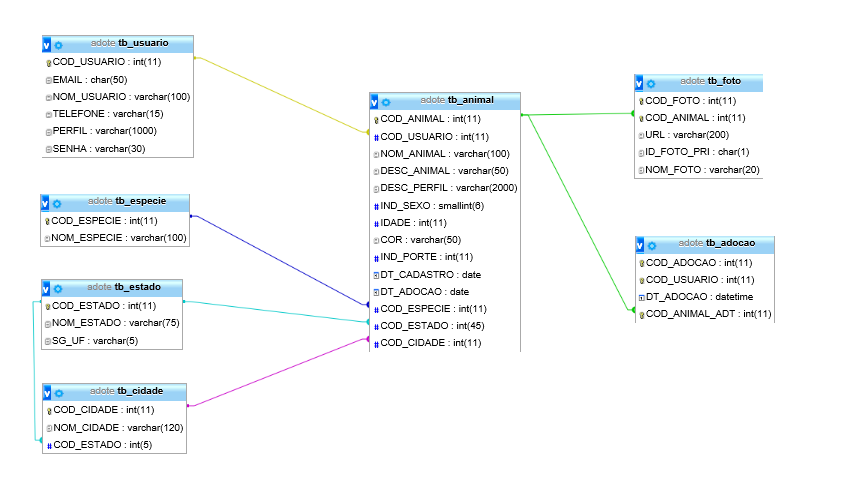 adote tb_usuario
COD_USUARIO : int(11)
EMAIL : char(50)
NOM_USUARIO : varchar(100)
TELEFONE : varchar(15)
PERFIL : varchar(1000)
SENHA : varchar(30)
adote tb_especie
COD_ESPECIE : int(11)
NOM_ESPECIE : varchar(100)
adote tb_estado
COD_ESTADO : int(11)
NOM_ESTADO : varchar(75)
SG_UF : varchar(5)
adote tb_cidade
COD_CIDADE : int(11)
NOM_CIDADE : varchar(120)
COD_ESTADO : int(5)
adote tb_animal
COD_ANIMAL : int(11)
COD_USUARIO : int(11)
NOM_ANIMAL : varchar(100)
DESC_ANIMAL : varchar(50)
DESC_PERFIL : varchar(2000)
IND_SEXO : smallint(6)
IDADE : int(11)
COR : varchar(50)
IND_PORTE : int(11)
DT_CADASTRO : date
DT_ADOCAO : date
COD_ESPECIE : int(11)
COD_ESTADO : int(45)
COD_CIDADE : int(11)
adote tb_foto
COD_FOTO : int(11)
COD_ANIMAL : int(11)
URL : varchar(200)
ID_FOTO_PRI : char(1)
NOM_FOTO : varchar(20)
adote tb_adocao
COD_ADOCAO : int(11)
COD_USUARIO : int(11)
DT_ADOCAO : datetime
COD_ANIMAL_ADT : int(11)